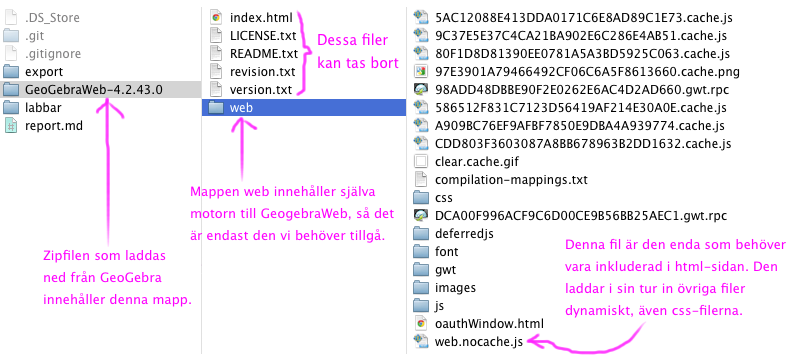 .DS_Store
.git
.gitignore
export
GeoGebraWeb-4.2.43.0
labbar
report.md
Zipfilen som laddas
ned från GeoGebra
innehåller denna mapp.
index.html
LICENSE.txt
README.txt
revision.txt
version.txt
web
Dessa filer
kan tas bort
Mappen web innehåller själva
motorn till GeogebraWeb, så det
är endast den vi behöver tillgå.
5AC12088E413DDA0171C6E8AD89C1E73.cache.js
9C37E5E37C4CA21BA902E6C286E4AB51.cache.js
80F1D8D81390EE0781A5A3BD5925C063.cache.js
97E3901A79466492CF06C6A5F8613660.cache.png
98ADD48DBBE90F2E0262E6AC4D2AD660.gwt.rpc
586512F831C7123D56419AF214E30A0E.cache.js
A909BC76EF9AFBF7850E9DBA4A939774.cache.js
CDD803F3603087A8BB678963B2DD1632.cache.js
clear.cache.gif
compilation-mappings.txt
css
DCA00F996ACF9C6D00CE9B56BB25AEC1.gwt.rpc
deferredjs
font
gwt
images
js
oauthWindow.html
web.nocache.js
Denna fil är den enda som behöver
vara inkluderad i html-sidan. Den
laddar i sin tur in övriga filer
dynamiskt, även css-filerna.